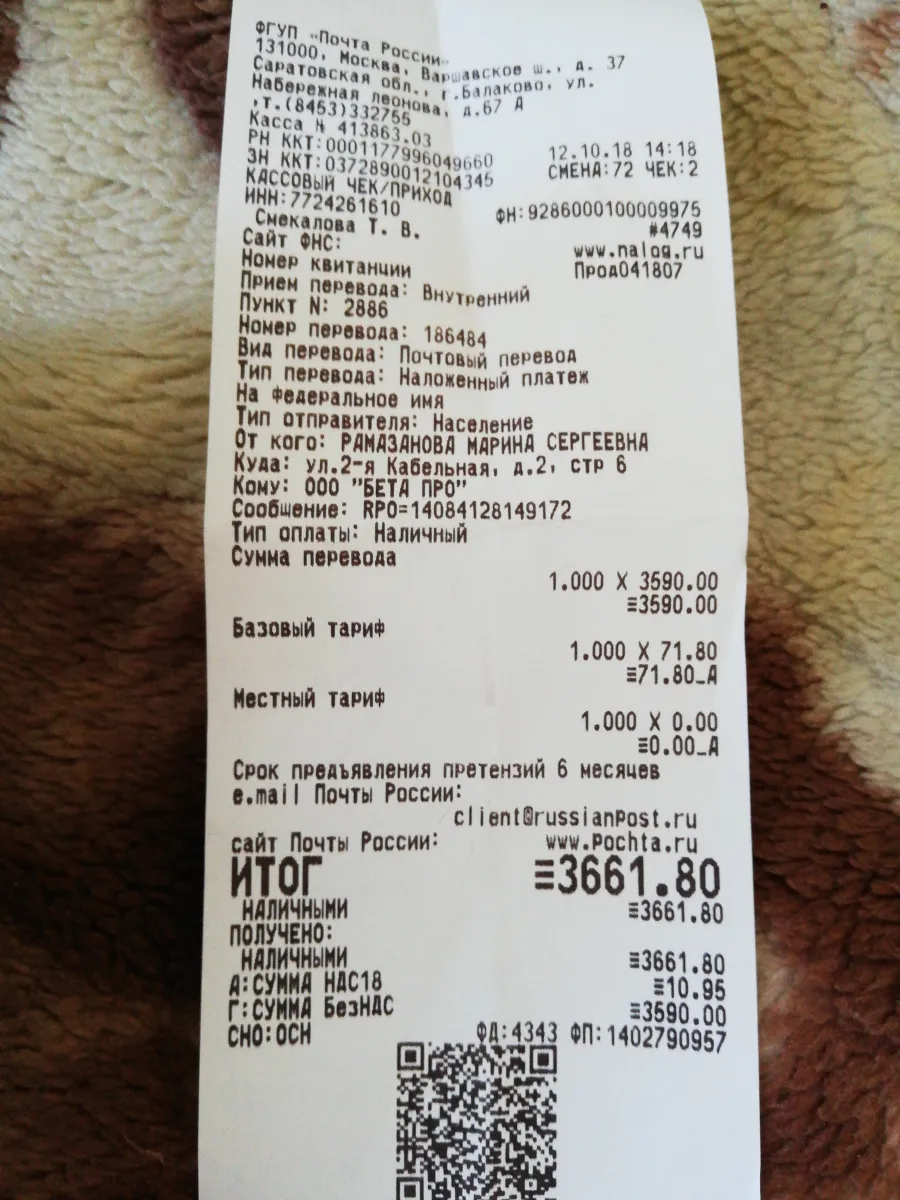 ФГУП «Почта России»
131000, Москва, Варшавское ш., д. 37
Саратовская обл., г.Балаково, ул.
Набережная леонова, д.67 А
,т.(8453)332755
Касса N 413863.03
РН ККТ:0001177996049660 12.10.18 14:18
ЗН ККТ:0372890012104345 СМЕНА:72 ЧЕК:2
КАССОВЫЙ ЧЕК/ПРИХОД
ИНН:7724261610 ФН:9286000100009975
Смекалова Т. В. #4749
Сайт ФНС: www.nalog.ru
Номер квитанции Прод041807
Прием перевода: Внутренний
Пункт N: 2886
Номер перевода: 186484
Вид перевода: Почтовый перевод
Тип перевода: Наложенный платеж
На федеральное имя
Тип отправителя: Население
От кого: РАМАЗАНОВА МАРИНА СЕРГЕЕВНА
Куда: ул.2-я Кабельная, д.2, стр 6
Кому: ООО "БЕТА ПРО"
Сообщение: RPO=14084128149172
Тип оплаты: Наличный
Сумма перевода
1.000 X 3590.00
≡3590.00
Базовый тариф
1.000 X 71.80
≡71.80_А
Местный тариф
1.000 X 0.00
≡0.00_А
Срок предъявления претензий 6 месяцев
e.mail Почты России:
client@russianpost.ru
сайт Почты России: www.pochta.ru
ИТОГ ≡3661.80
НАЛИЧНЫМИ ≡3661.80
ПОЛУЧЕНО:
НАЛИЧНЫМИ ≡3661.80
А:СУММА НДС18 ≡10.95
Г:СУММА БезНДС ≡3590.00
СНО:ОСН ФД:4343 ФП:1402790957